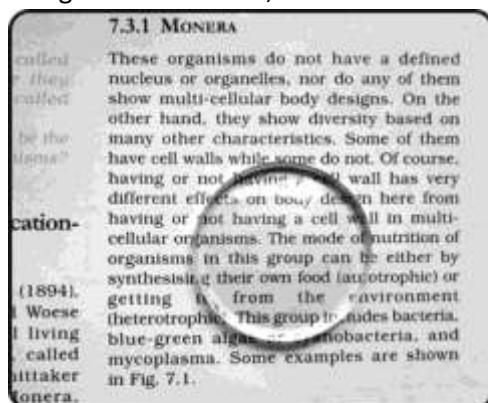 called
they
called
be the
isms?
cation-
(1894),
Woese
living
called
ittaker
onera,
7.3.1 MONERA
These organisms do not have a defined
nucleus or organelles, nor do any of them
show multi-cellular body designs. On the
other hand, they show diversity based on
many other characteristics. Some of them
have cell walls while some do not. Of course,
having or not having a cell wall has very
different effects on body design here from
having or not having a cell wall in multi-
cellular organisms. The mode of nutrition of
organisms in this group can be either by
synthesising their own food (autotrophic) or
getting it from the environment
(heterotrophic). This group includes bacteria,
blue-green algae or cyanobacteria, and
mycoplasma. Some examples are shown
in Fig. 7.1.